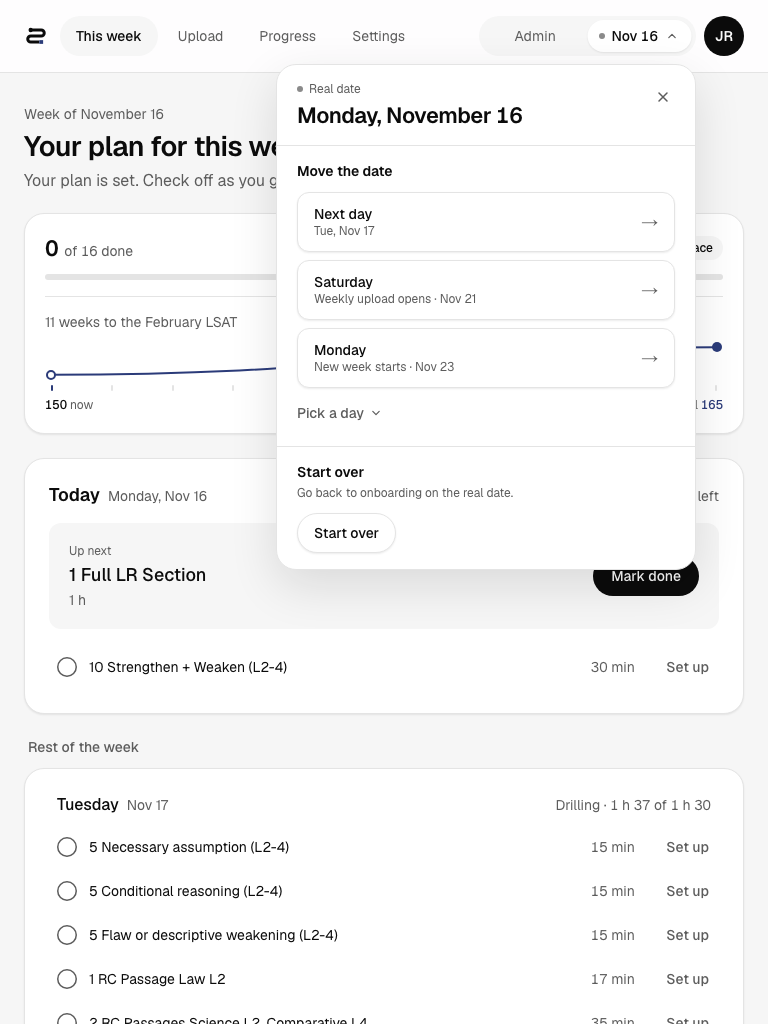 This week
Upload
Progress
Settings
Admin
Nov 16
JR
Real date
Monday, November 16
Week of November 16
Your plan for this
Your plan is set. Check off as you
Move the date
Next day
Tue, Nov 17
Saturday
Weekly upload opens · Nov 21
Monday
New week starts · Nov 23
Pick a day
Start over
Go back to onboarding on the real date.
Start over
0 of 16 done
11 weeks to the February LSAT
150 now
165
Today Monday, Nov 16
left
Up next
1 Full LR Section
1 h
Mark done
10 Strengthen + Weaken (L2-4) 30 min Set up
Rest of the week
Tuesday Nov 17 Drilling · 1 h 37 of 1 h 30
5 Necessary assumption (L2-4) 15 min Set up
5 Conditional reasoning (L2-4) 15 min Set up
5 Flaw or descriptive weakening (L2-4) 15 min Set up
1 RC Passage Law L2 17 min Set up
2 RC Passages Science L2, Comparative L4 35 min Set up